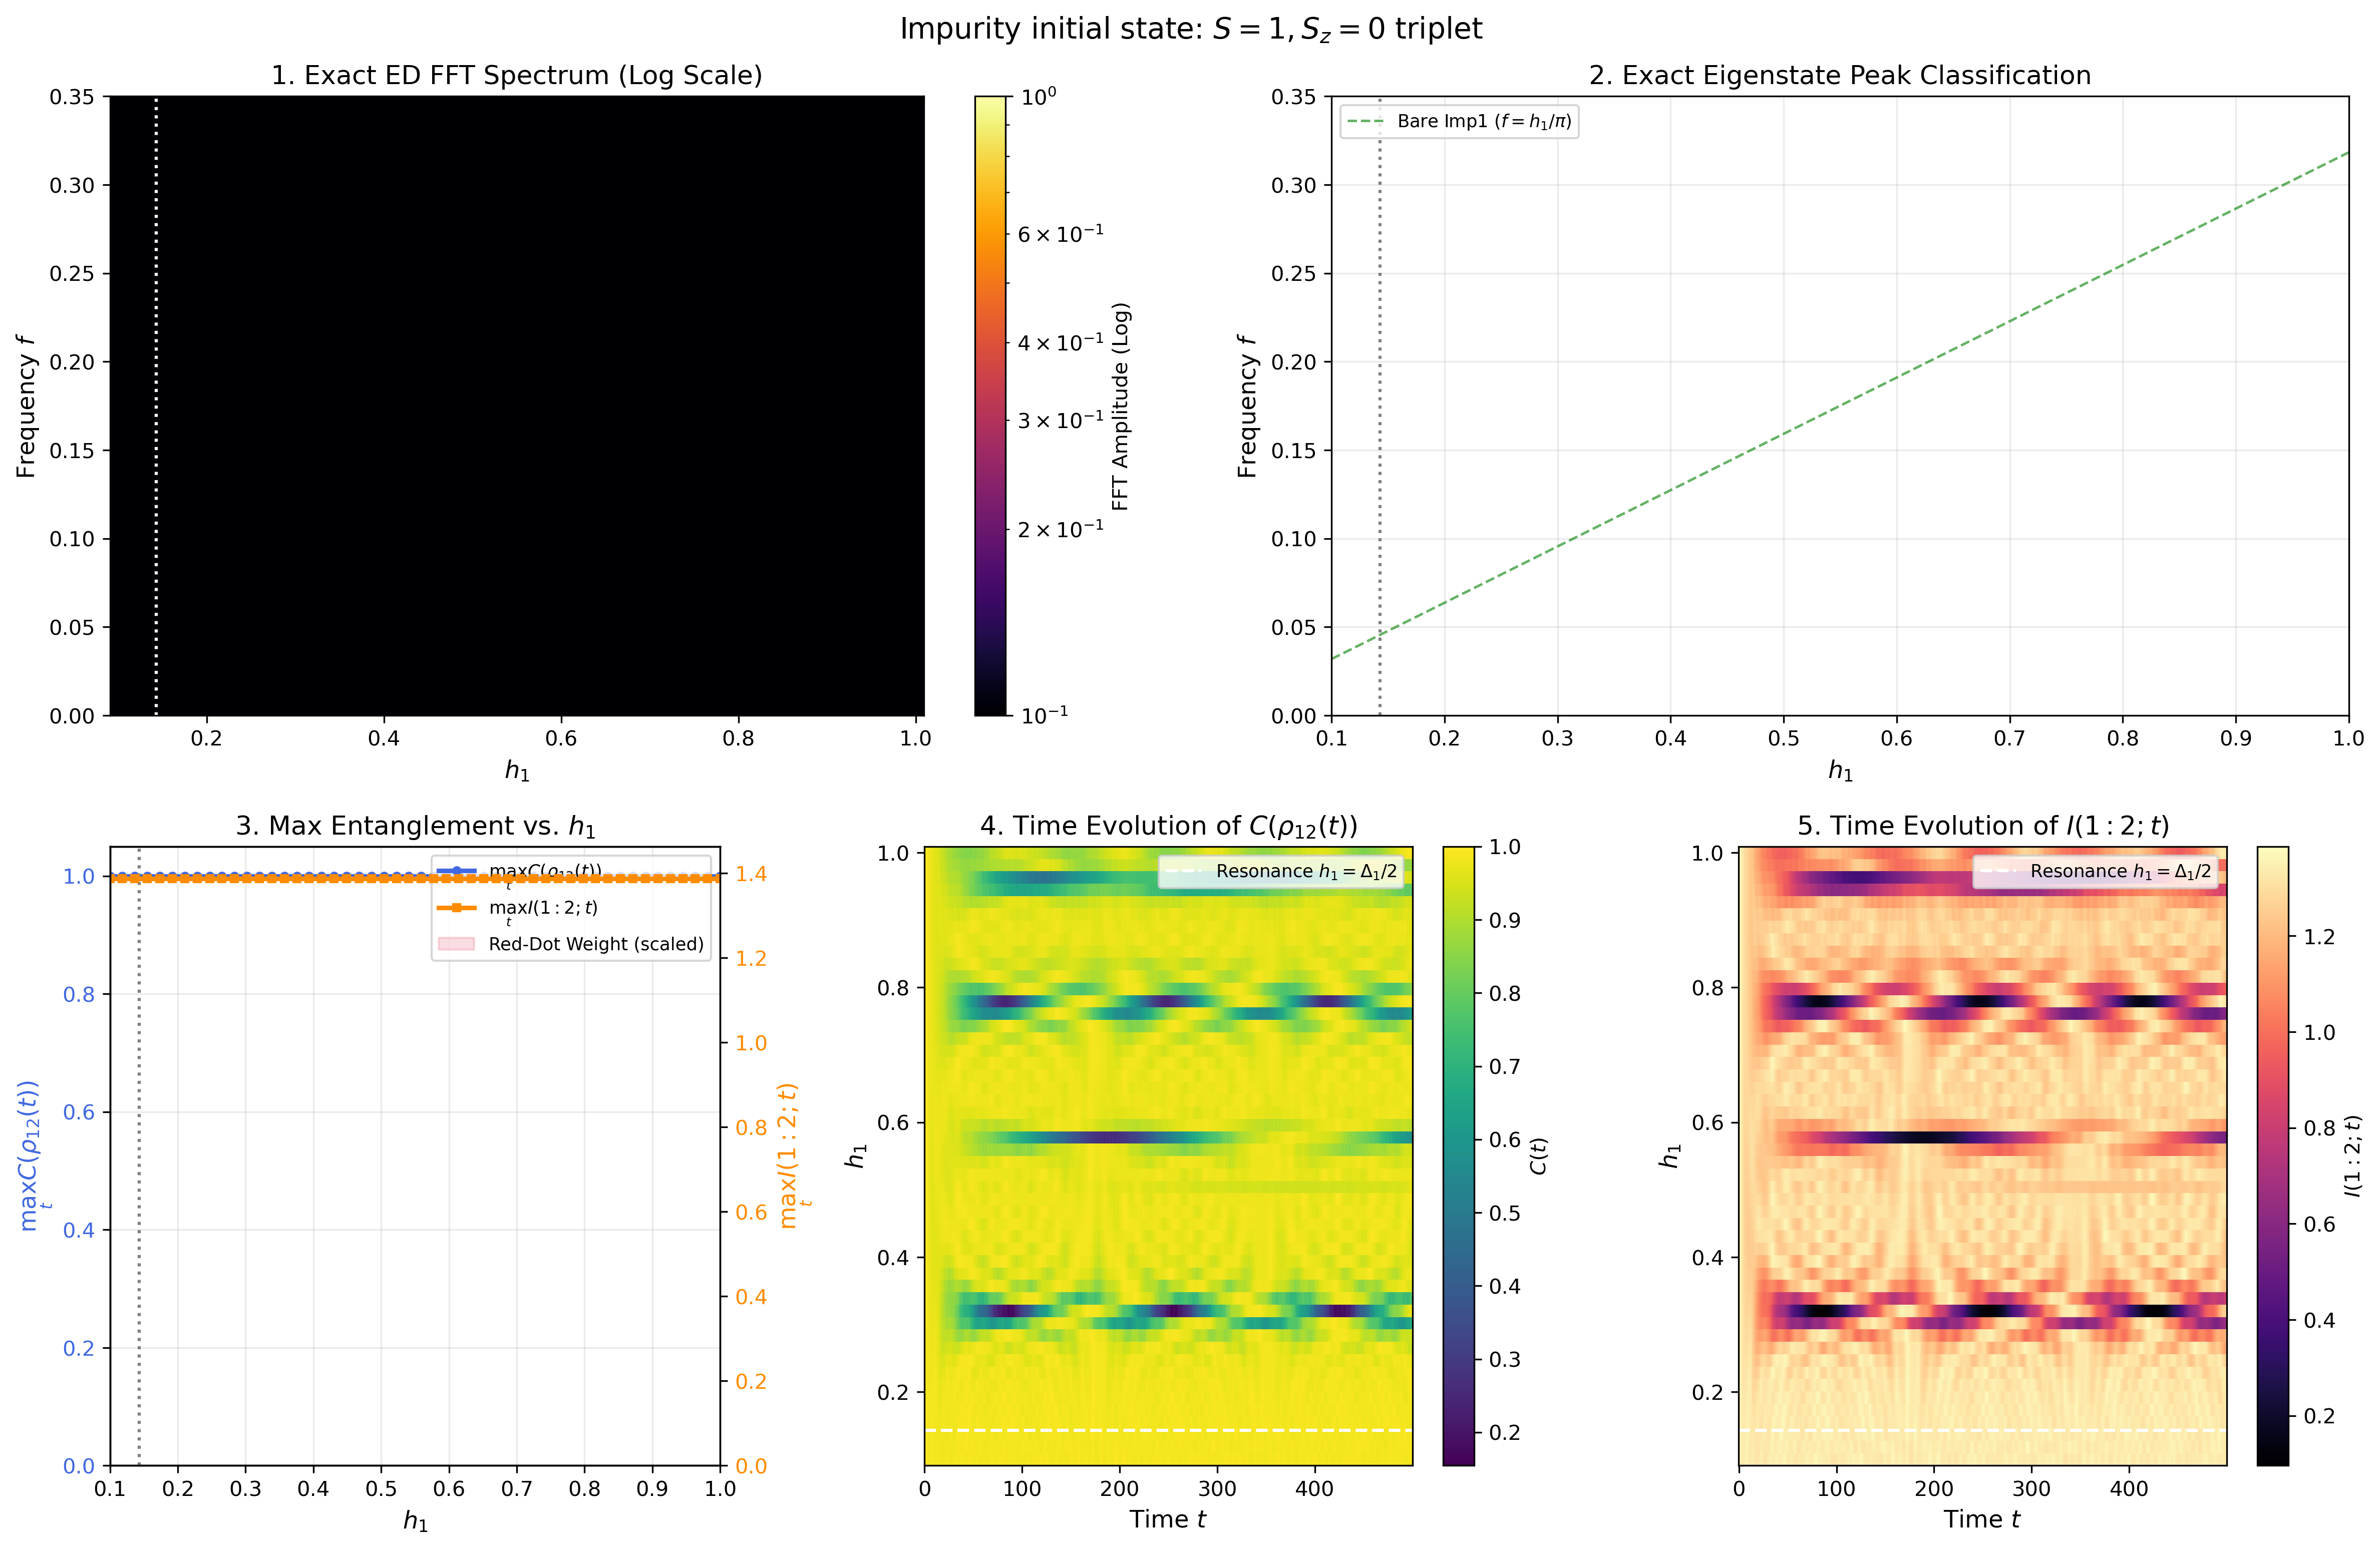 Impurity initial state: S = 1, S_z = 0 triplet
1. Exact ED FFT Spectrum (Log Scale)
0.35
0.30
0.25
0.20
0.15
0.10
0.05
0.00
Frequency f
0.2 0.4 0.6 0.8 1.0
h_1
10^0
6 × 10^{-1}
4 × 10^{-1}
3 × 10^{-1}
2 × 10^{-1}
10^{-1}
FFT Amplitude (Log)
2. Exact Eigenstate Peak Classification
Bare Imp1 (f = h_1/π)
0.35
0.30
0.25
0.20
0.15
0.10
0.05
0.00
Frequency f
0.1 0.2 0.3 0.4 0.5 0.6 0.7 0.8 0.9 1.0
h_1
3. Max Entanglement vs. h_1
max_t C(ρ_12(t))
max_t I(1 : 2; t)
Red-Dot Weight (scaled)
1.0
0.8
0.6
0.4
0.2
0.0
max_t C(ρ_12(t))
1.4
1.2
1.0
0.8
0.6
0.4
0.2
0.0
max_t I(1 : 2; t)
0.1 0.2 0.3 0.4 0.5 0.6 0.7 0.8 0.9 1.0
h_1
4. Time Evolution of C(ρ_12(t))
Resonance h_1 = Δ_1/2
1.0
0.8
0.6
0.4
0.2
h_1
0 100 200 300 400
Time t
1.0
0.9
0.8
0.7
0.6
0.5
0.4
0.3
0.2
C(t)
5. Time Evolution of I(1 : 2; t)
Resonance h_1 = Δ_1/2
1.0
0.8
0.6
0.4
0.2
h_1
0 100 200 300 400
Time t
1.2
1.0
0.8
0.6
0.4
0.2
I(1 : 2; t)